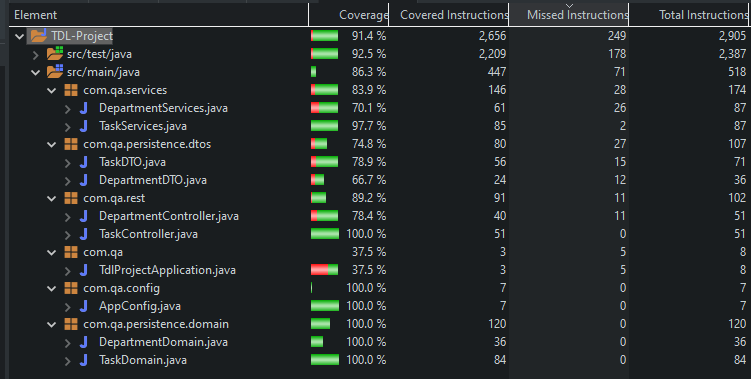 Element Coverage Covered Instructions Missed Instructions Total Instructions
TDL-Project 91.4 % 2,656 249 2,905
src/test/java 92.5 % 2,209 178 2,387
src/main/java 86.3 % 447 71 518
com.qa.services 83.9 % 146 28 174
DepartmentServices.java 70.1 % 61 26 87
TaskServices.java 97.7 % 85 2 87
com.qa.persistence.dtos 74.8 % 80 27 107
TaskDTO.java 78.9 % 56 15 71
DepartmentDTO.java 66.7 % 24 12 36
com.qa.rest 89.2 % 91 11 102
DepartmentController.java 78.4 % 40 11 51
TaskController.java 100.0 % 51 0 51
com.qa 37.5 % 3 5 8
TdlProjectApplication.java 37.5 % 3 5 8
com.qa.config 100.0 % 7 0 7
AppConfig.java 100.0 % 7 0 7
com.qa.persistence.domain 100.0 % 120 0 120
DepartmentDomain.java 100.0 % 36 0 36
TaskDomain.java 100.0 % 84 0 84